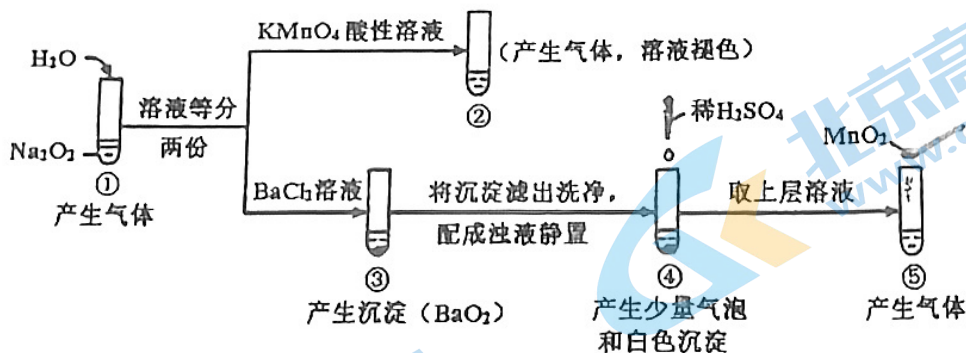 KMnO₄酸性溶液
H₂O
(产生气体，溶液褪色)
②
溶液等分
两份
Na₂O₂
①
产生气体
稀H₂SO₄
MnO₂
BaCl₂溶液
将沉淀滤出洗净，
配成浊液静置
取上层溶液
③
产生沉淀（BaO₂）
④
产生少量气泡
和白色沉淀
⑤
产生气体
北京高